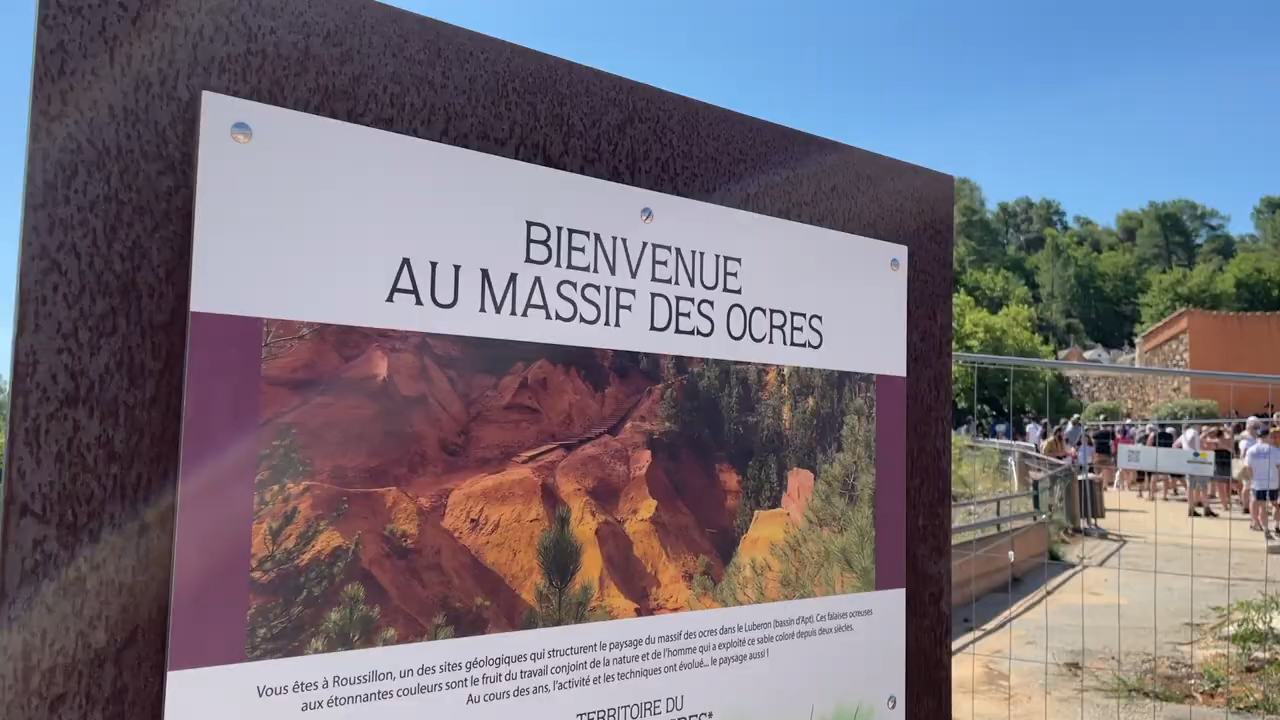 BIENVENUE
AU MASSIF DES OCRES
Vous êtes à Roussillon, un des sites géologiques qui structurent le paysage du massif des ocres dans le Luberon (bassin d'Apt). Ces falaises ocreuses
aux étonnantes couleurs sont le fruit du travail conjoint de la nature et de l'homme qui a exploité ce sable coloré depuis deux siècles.
Au cours des ans, l'activité et les techniques ont évolué... le paysage aussi !
TERRITOIRE DU